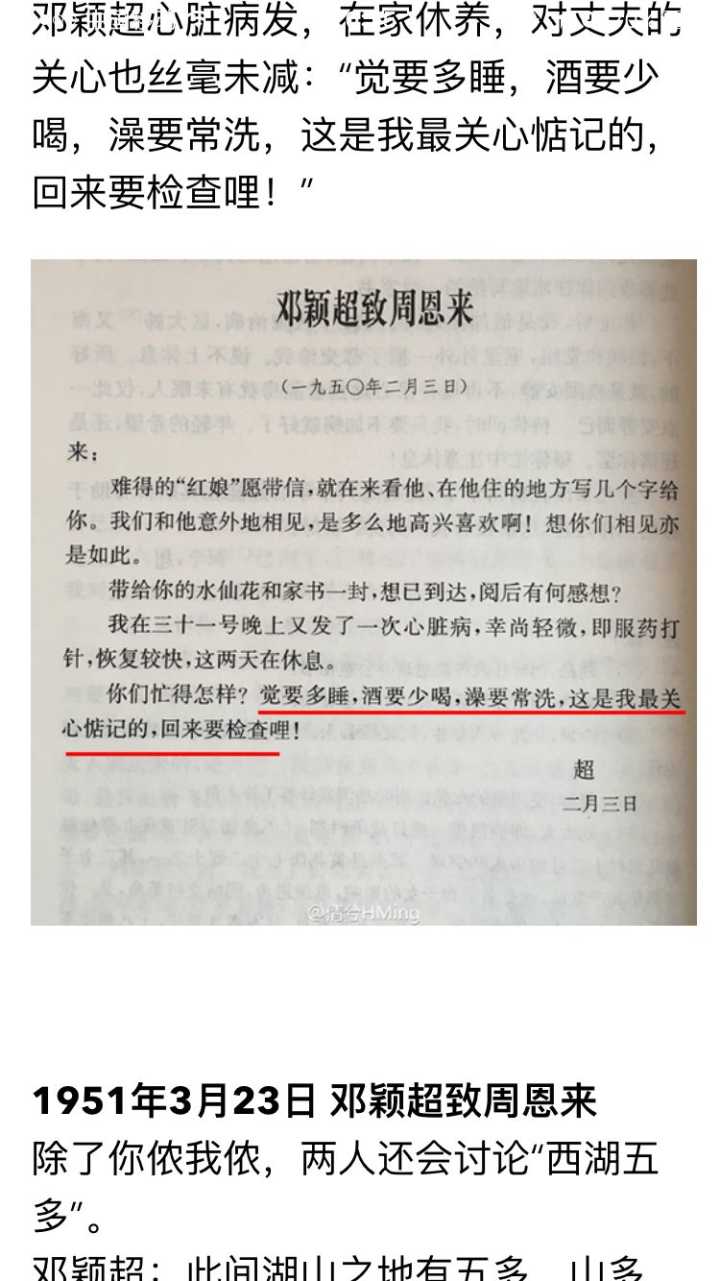 邓颖超心脏病发，在家休养，对丈夫的
关心也丝毫未减：“觉要多睡，酒要少
喝，澡要常洗，这是我最关心惦记的，
回来要检查哩！”
邓颖超致周恩来
（一九五〇年二月三日）
来：
难得的“红娘”愿带信，就在来看他、在他住的地方写几个字给
你。我们和他意外地相见，是多么地高兴喜欢啊！想你们相见亦
是如此。
带给你的水仙花和家书一封，想已到达，阅后有何感想？
我在三十一号晚上又发了一次心脏病，幸尚轻微，即服药打
针，恢复较快，这两天在休息。
你们忙得怎样？觉要多睡，酒要少喝，澡要常洗，这是我最关
心惦记的，回来要检查哩！
超
二月三日
HMing
1951年3月23日 邓颖超致周恩来
除了你侬我侬，两人还会讨论“西湖五
多”。
邓颖超：此间湖山之地有五多，山多